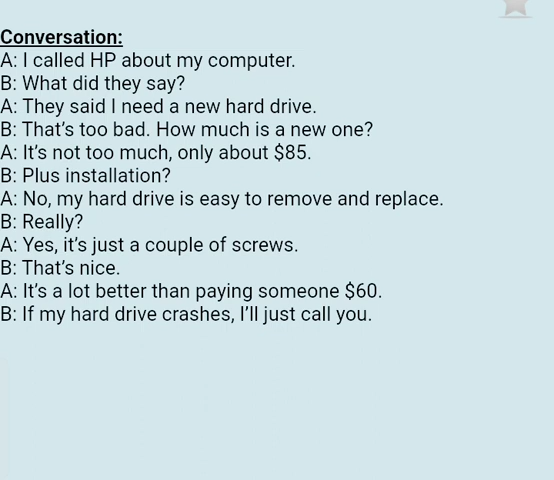 Conversation:
A: I called HP about my computer.
B: What did they say?
A: They said I need a new hard drive.
B: That’s too bad. How much is a new one?
A: It’s not too much, only about $85.
B: Plus installation?
A: No, my hard drive is easy to remove and replace.
B: Really?
A: Yes, it’s just a couple of screws.
B: That’s nice.
A: It’s a lot better than paying someone $60.
B: If my hard drive crashes, I’ll just call you.